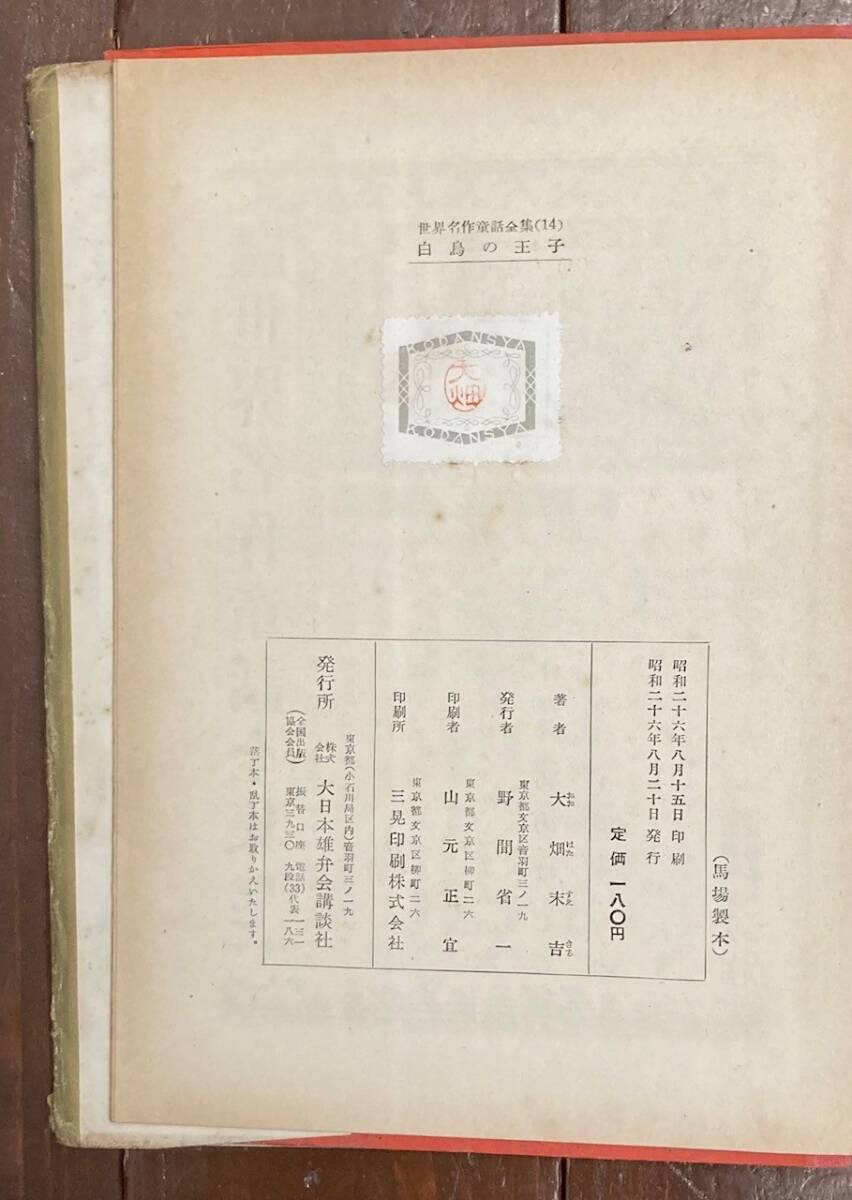 世界名作童話全集(14)
白鳥の王子
KODANSYA
大畑
KODANSYA
昭和二十六年八月十五日 印刷
昭和二十六年八月二十日 発行
定価 一八〇円
(馬場製本)
著者 大畑末吉
おお はた すえ きち
発行者 東京都文京区音羽町三ノ一九
野間省一
印刷者 東京都文京区柳町二六
山元正宜
印刷所 東京都文京区柳町二六
三晃印刷株式会社
東京都(小石川局区内)音羽町三ノ一九
発行所 株式会社 大日本雄弁会講談社
(全国出版協会会員)
振替口座 東京三九三〇
電話 九段(33)代表 一三一 一八六
落丁本・乱丁本はお取りかえいたします。